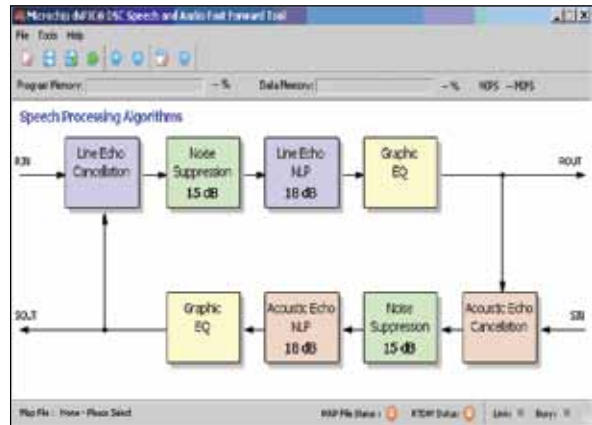 Microchip dsPIC® DSC Speech and Audio Fast Forward Tool
File Tools Help
Program Memory: - % Data Memory: - % MIPS
Speech Processing Algorithms
RIN
Line Echo
Cancellation
Noise
Suppression
15 dB
Line Echo
NLP
18 dB
Graphic
EQ
ROUT
SOUT
Graphic
EQ
Acoustic Echo
NLP
18 dB
Noise
Suppression
15 dB
Acoustic Echo
Cancellation
SIN
Map File : None - Please Select
MAP File Status : RTDM Status: Link: Busy: